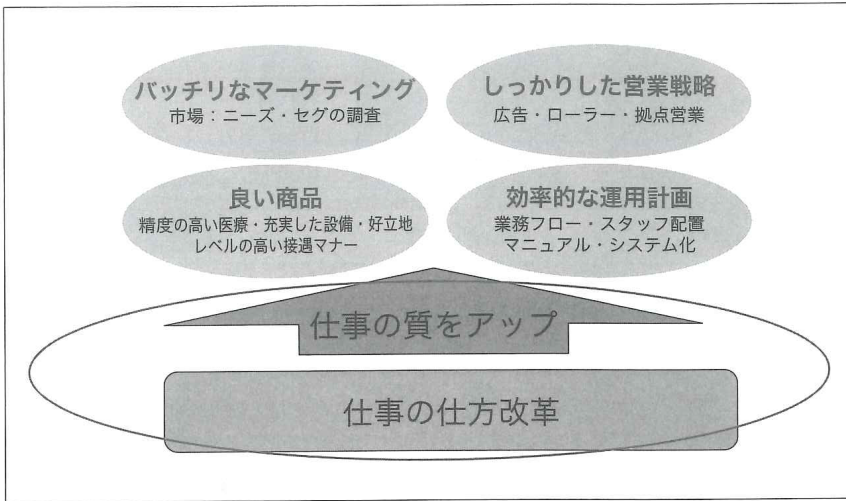 バッチリなマーケティング
市場：ニーズ・セグの調査
しっかりした営業戦略
広告・ローラー・拠点営業
良い商品
精度の高い医療・充実した設備・好立地
レベルの高い接遇マナー
効率的な運用計画
業務フロー・スタッフ配置
マニュアル・システム化
仕事の質をアップ
仕事の仕方改革